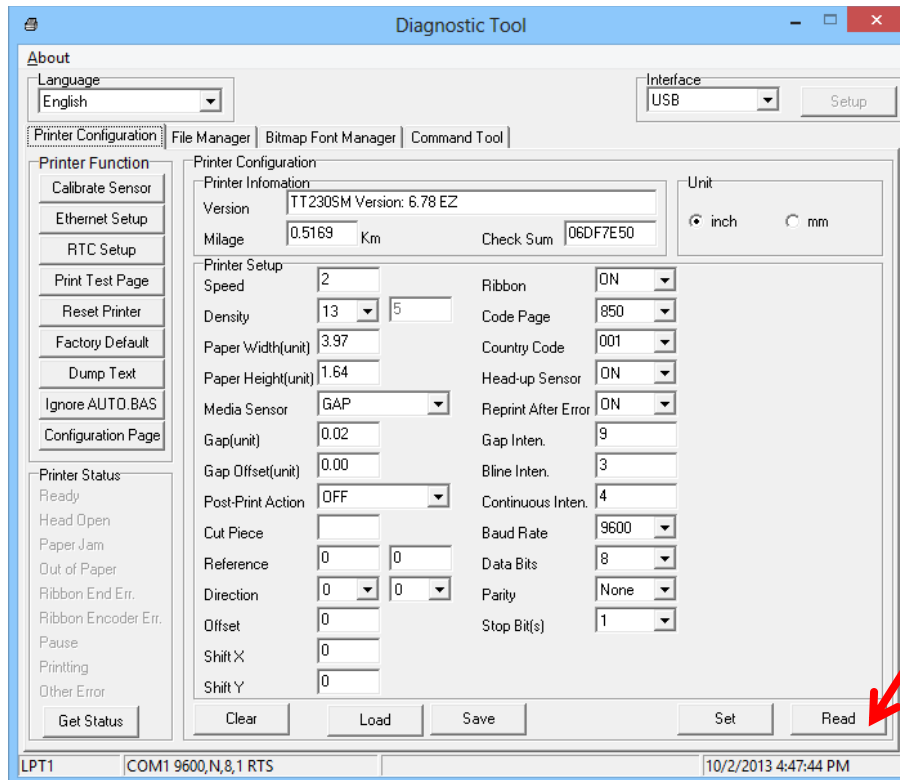 Diagnostic Tool
About
Language
English
Interface
USB
Setup
Printer Configuration
File Manager
Bitmap Font Manager
Command Tool
Printer Function
Calibrate Sensor
Ethernet Setup
RTC Setup
Print Test Page
Reset Printer
Factory Default
Dump Text
Ignore AUTO.BAS
Configuration Page
Printer Status
Ready
Head Open
Paper Jam
Out of Paper
Ribbon End Err.
Ribbon Encoder Err.
Pause
Printting
Other Error
Get Status
Printer Configuration
Printer Infomation
Version TT230SM Version: 6.78 EZ
Milage 0.5169 Km Check Sum 06DF7E50
Unit
inch mm
Printer Setup
Speed 2 Ribbon ON
Density 13 5 Code Page 850
Paper Width(unit) 3.97 Country Code 001
Paper Height(unit) 1.64 Head-up Sensor ON
Media Sensor GAP Reprint After Error ON
Gap(unit) 0.02 Gap Inten. 9
Gap Offset(unit) 0.00 Bline Inten. 3
Post-Print Action OFF Continuous Inten. 4
Cut Piece Baud Rate 9600
Reference 0 0 Data Bits 8
Direction 0 0 Parity None
Offset 0 Stop Bit(s) 1
Shift X 0
Shift Y 0
Clear Load Save Set Read
LPT1 COM1 9600,N,8,1 RTS 10/2/2013 4:47:44 PM